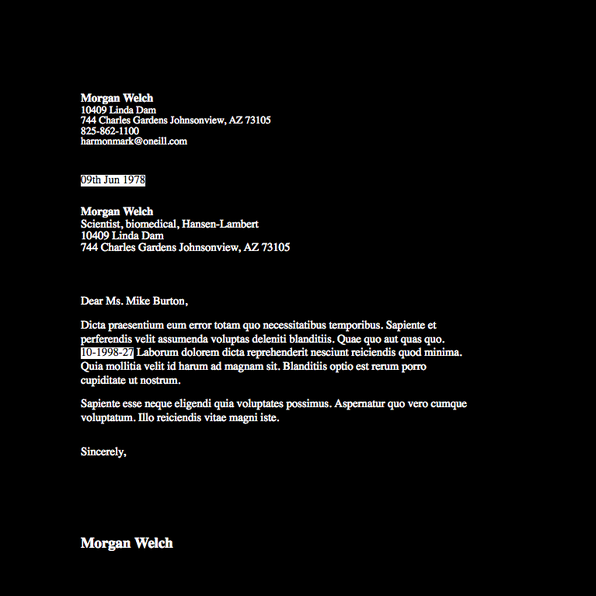 Morgan Welch
10409 Linda Dam
744 Charles Gardens Johnsonview, AZ 73105
825-862-1100
harmonmark@oneill.com
09th Jun 1978
Morgan Welch
Scientist, biomedical, Hansen-Lambert
10409 Linda Dam
744 Charles Gardens Johnsonview, AZ 73105
Dear Ms. Mike Burton,
Dicta praesentium eum error totam quo necessitatibus temporibus. Sapiente et
perferendis velit assumenda voluptas deleniti blanditiis. Quae quo aut quas quo.
10-1998-27 Laborum dolorem dicta reprehenderit nesciunt reiciendis quod minima.
Quia mollitia velit id harum ad magnam sit. Blanditiis optio est rerum porro
cupiditate ut nostrum.
Sapiente esse neque eligendi quia voluptates possimus. Aspernatur quo vero cumque
voluptatum. Illo reiciendis vitae magni iste.
Sincerely,
Morgan Welch